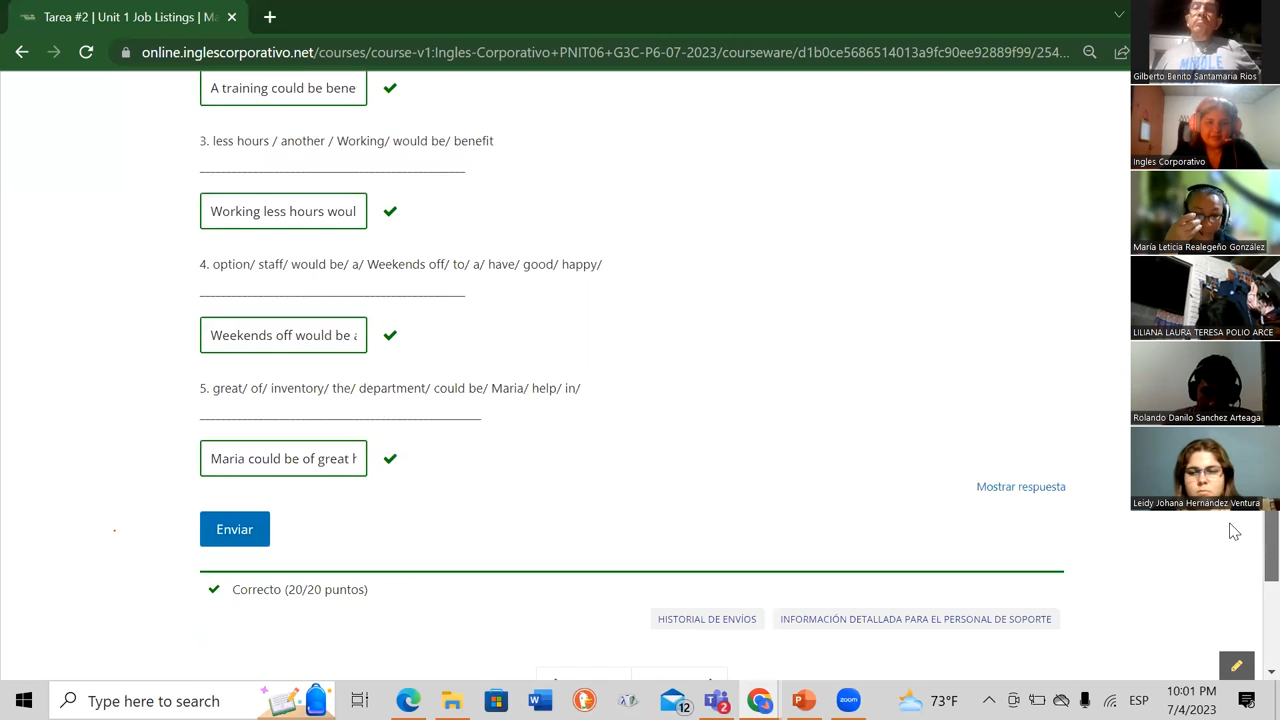 Tarea #2 | Unit 1 Job Listings | Ma
online.inglescorporativo.net/courses/course-v1:Ingles-Corporativo+PNIT06+G3C-P6-07-2023/courseware/d1b0ce5686514013a9fc90ee92889f99/254...
A training could be bene
3. less hours / another / Working/ would be/ benefit
Working less hours woul
4. option/ staff/ would be/ a/ Weekends off/ to/ a/ have/ good/ happy/
Weekends off would be a
5. great/ of/ inventory/ the/ department/ could be/ Maria/ help/ in/
Maria could be of great h
Mostrar respuesta
Enviar
Correcto (20/20 puntos)
HISTORIAL DE ENVÍOS
INFORMACIÓN DETALLADA PARA EL PERSONAL DE SOPORTE
MIDDLE
Gilberto Benito Santamaria Rios
Ingles Corporativo
María Leticia Realegeño González
LILIANA LAURA TERESA POLIO ARCE
Rolando Danilo Sanchez Arteaga
Leidy Johana Hernández Ventura
Type here to search
12
2
73°F
ESP
10:01 PM
7/4/2023